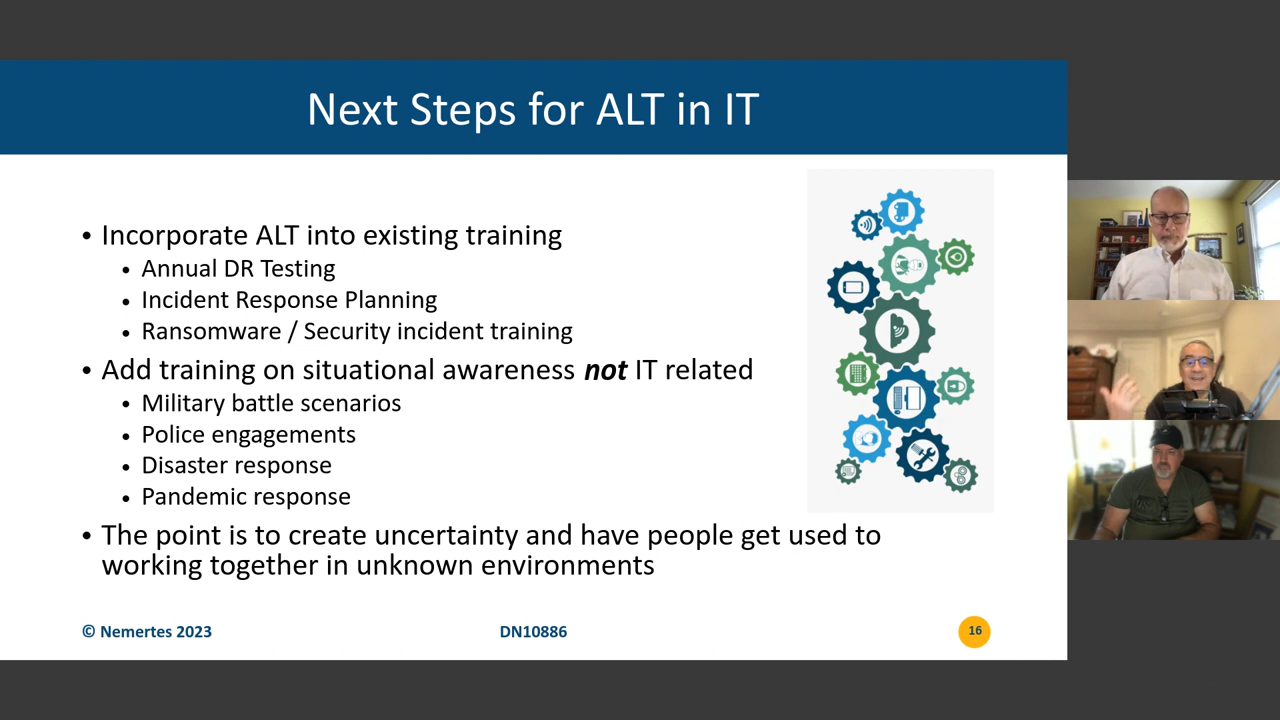 Next Steps for ALT in IT
• Incorporate ALT into existing training
• Annual DR Testing
• Incident Response Planning
• Ransomware / Security incident training
• Add training on situational awareness not IT related
• Military battle scenarios
• Police engagements
• Disaster response
• Pandemic response
• The point is to create uncertainty and have people get used to
working together in unknown environments
© Nemertes 2023
DN10886
16